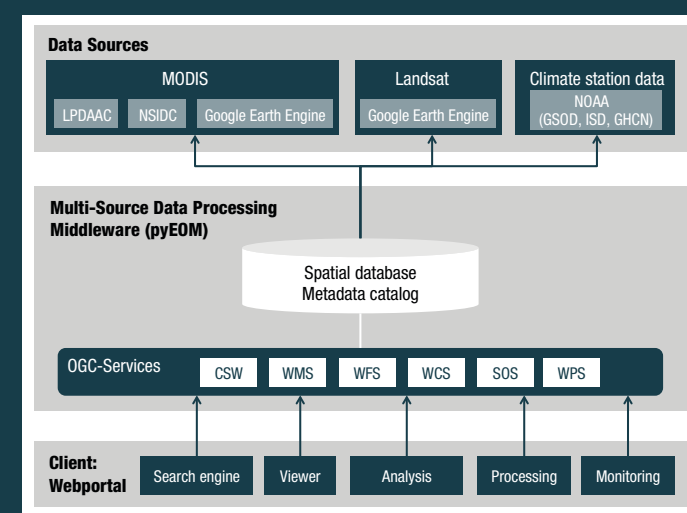 Data Sources
MODIS
LPDAAC
NSIDC
Google Earth Engine
Landsat
Google Earth Engine
Climate station data
NOAA
(GSOD, ISD, GHCN)
Multi-Source Data Processing
Middleware (pyEOM)
Spatial database
Metadata catalog
OGC-Services
CSW
WMS
WFS
WCS
SOS
WPS
Client:
Webportal
Search engine
Viewer
Analysis
Processing
Monitoring